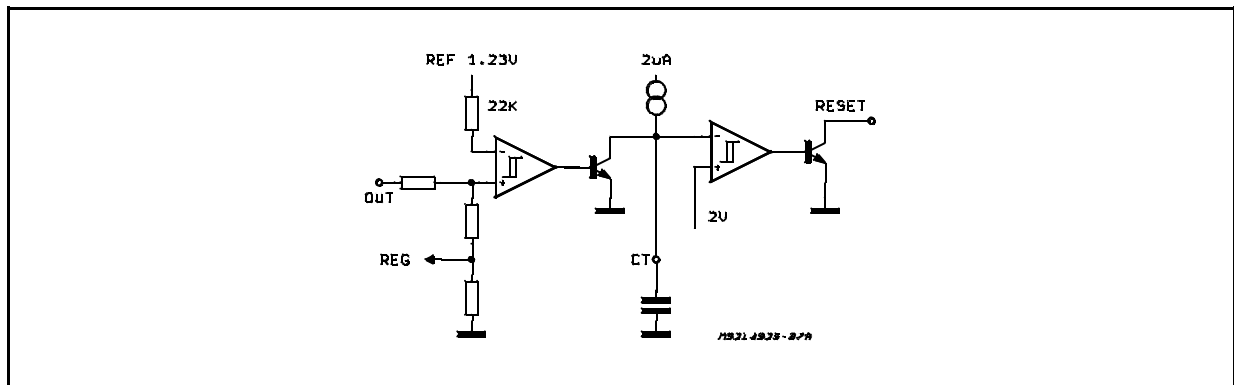 REF 1.23V
2uA
22K
RESET
OUT
2V
REG
CT